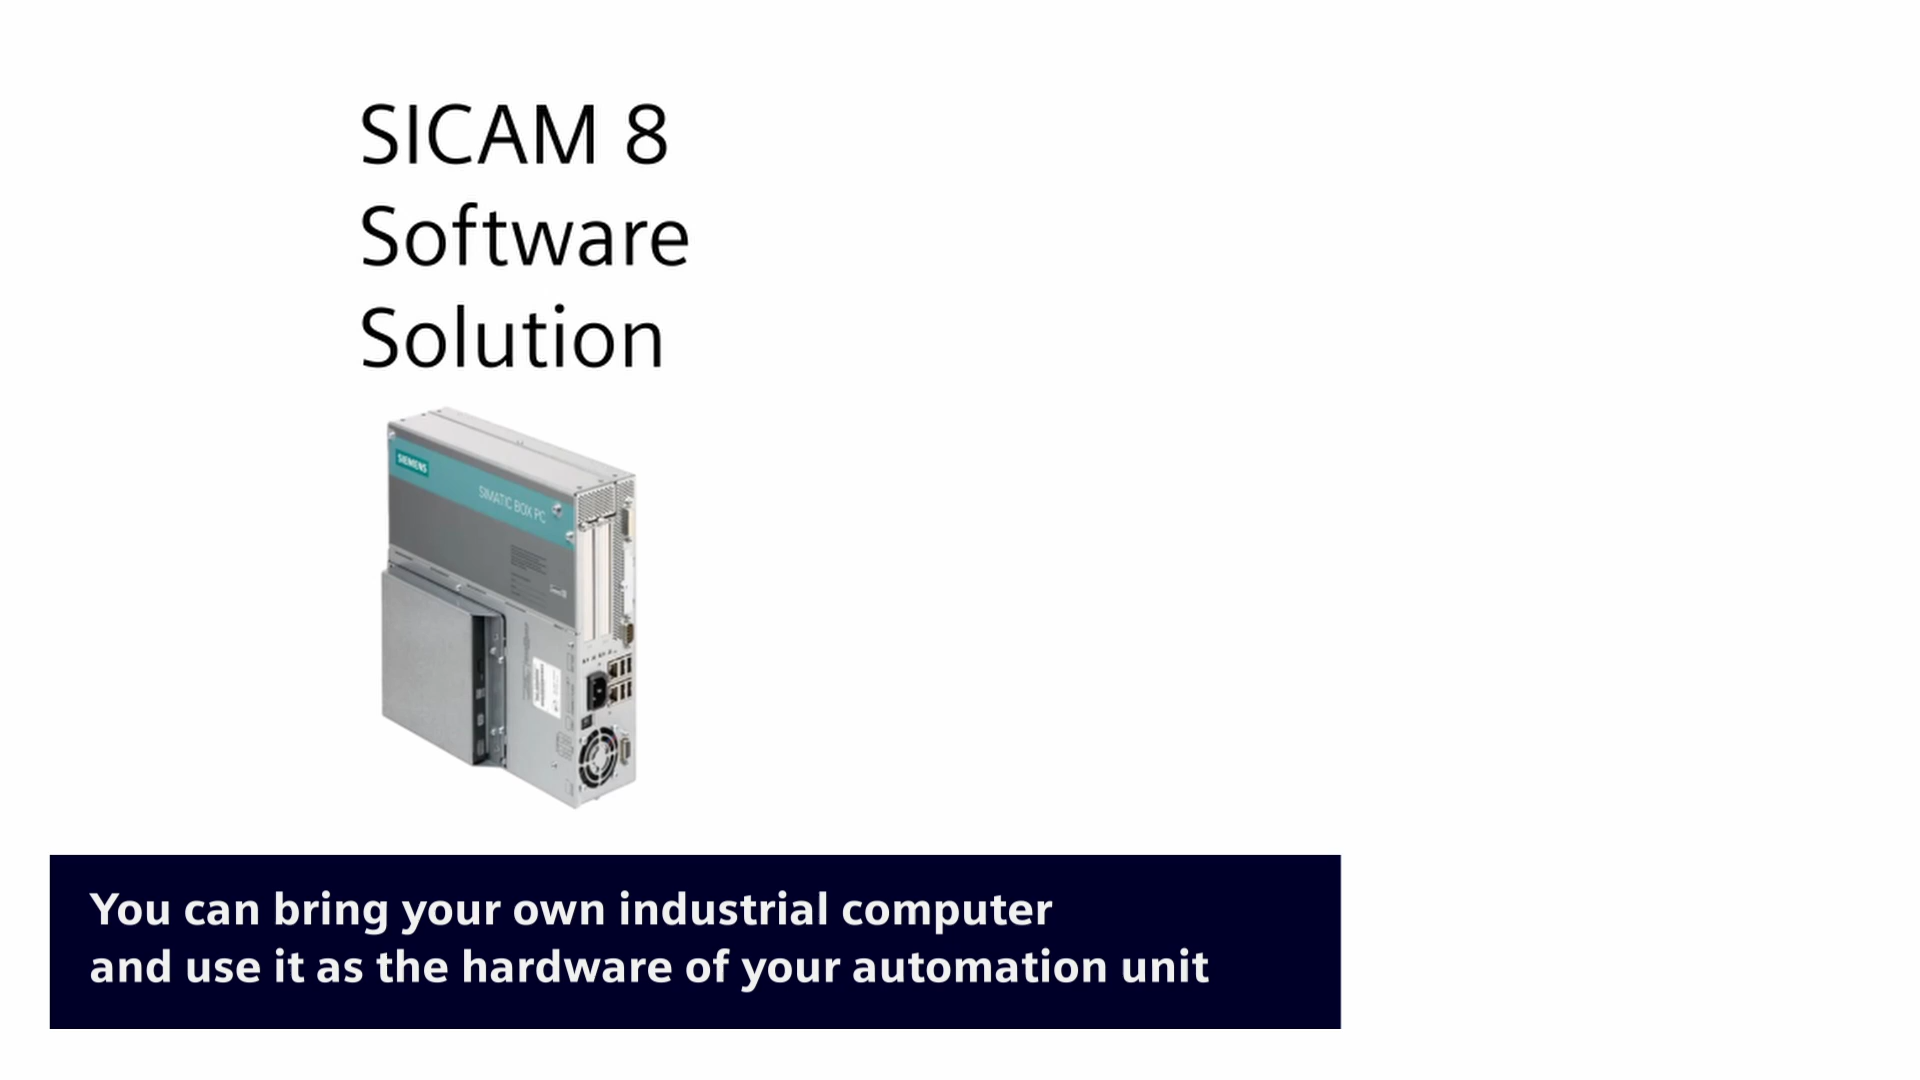 SICAM 8
Software
Solution
SIEMENS
SIMATIC BOX PC
You can bring your own industrial computer
and use it as the hardware of your automation unit